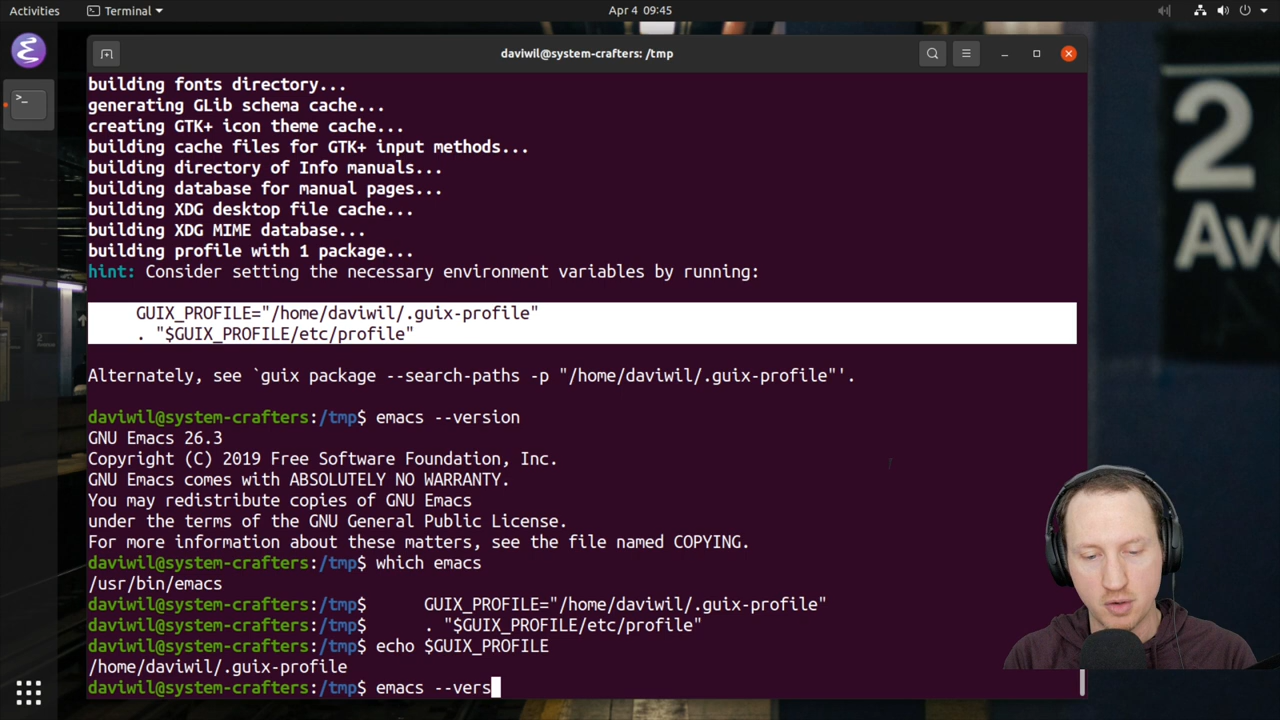 Activities
Terminal
Apr 4 09:45
daviwil@system-crafters: /tmp
building fonts directory...
generating GLib schema cache...
creating GTK+ icon theme cache...
building cache files for GTK+ input methods...
building directory of Info manuals...
building database for manual pages...
building XDG desktop file cache...
building XDG MIME database...
building profile with 1 package...
hint: Consider setting the necessary environment variables by running:
GUIX_PROFILE="/home/daviwil/.guix-profile"
. "$GUIX_PROFILE/etc/profile"
Alternately, see `guix package --search-paths -p "/home/daviwil/.guix-profile"'.
daviwil@system-crafters:/tmp$ emacs --version
GNU Emacs 26.3
Copyright (C) 2019 Free Software Foundation, Inc.
GNU Emacs comes with ABSOLUTELY NO WARRANTY.
You may redistribute copies of GNU Emacs
under the terms of the GNU General Public License.
For more information about these matters, see the file named COPYING.
daviwil@system-crafters:/tmp$ which emacs
/usr/bin/emacs
daviwil@system-crafters:/tmp$      GUIX_PROFILE="/home/daviwil/.guix-profile"
daviwil@system-crafters:/tmp$      . "$GUIX_PROFILE/etc/profile"
daviwil@system-crafters:/tmp$ echo $GUIX_PROFILE
/home/daviwil/.guix-profile
daviwil@system-crafters:/tmp$ emacs --vers
2
Ave